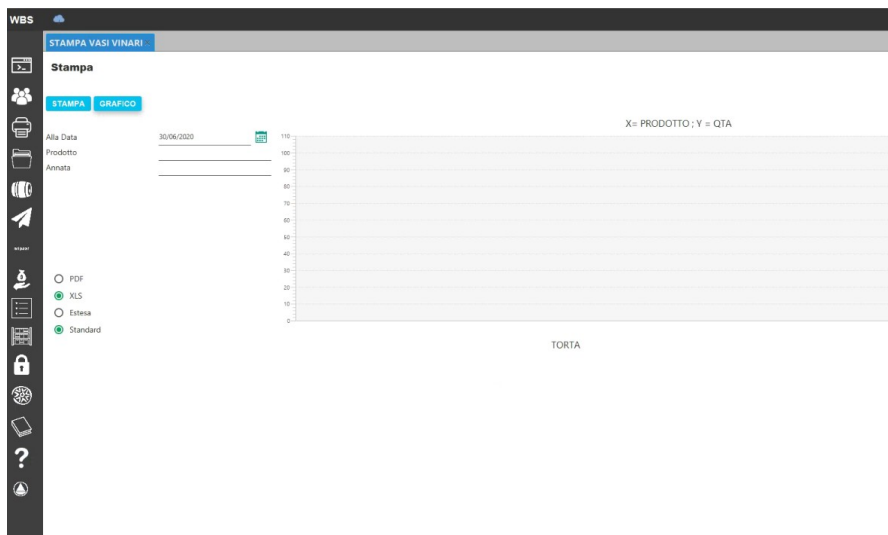 WBS
STAMPA VASI VINARI
Stampa
STAMPA GRAFICO
X= PRODOTTO ; Y = QTA
Alla Data 30/06/2020
Prodotto
Annata
110
100
90
80
70
60
50
40
30
20
10
0
PDF
XLS
Estesa
Standard
TORTA